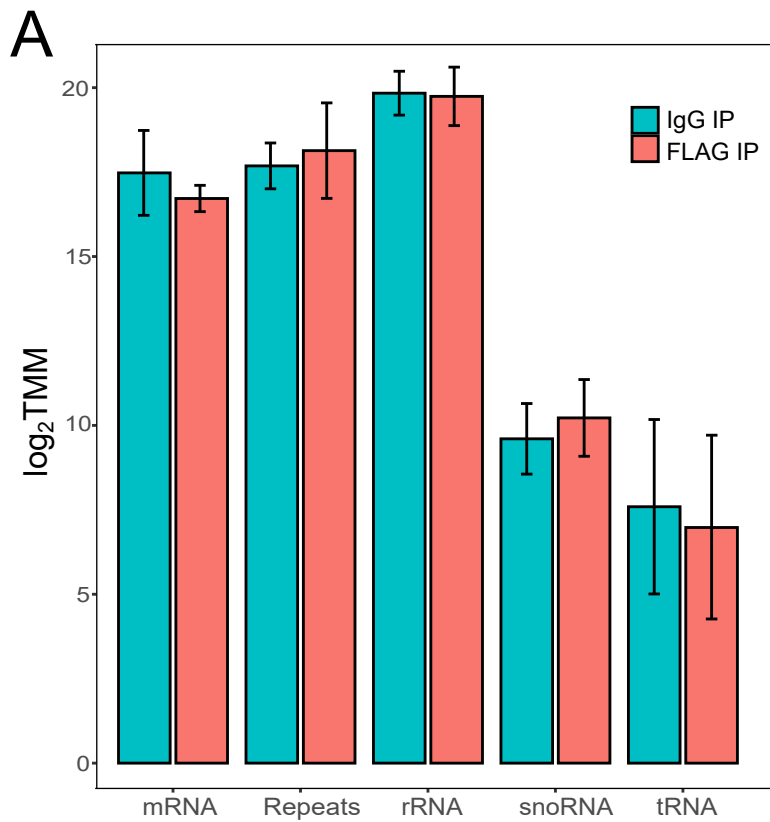 A
20
15
10
5
0
log₂TMM
IgG IP
FLAG IP
mRNA Repeats rRNA snoRNA tRNA